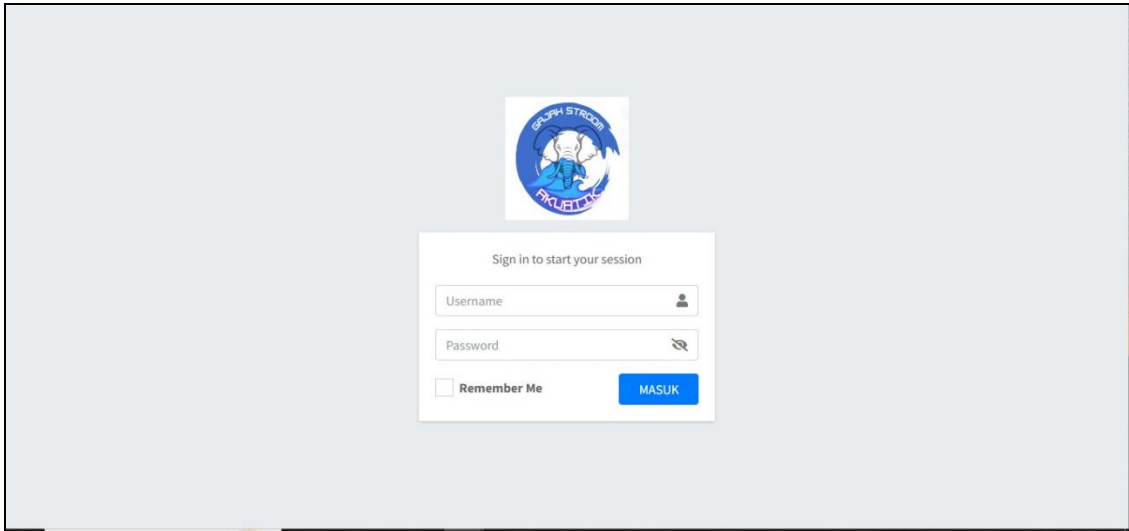 GAJAH STROOM
AKUATIK
Sign in to start your session
Username
Password
Remember Me
MASUK